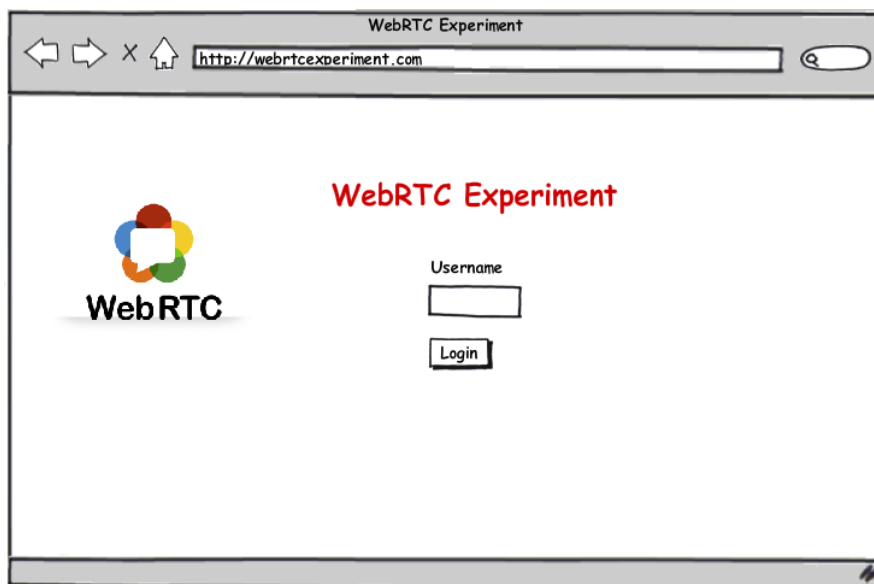 WebRTC Experiment
http://webrtcexperiment.com
WebRTC Experiment
WebRTC
Username
Login